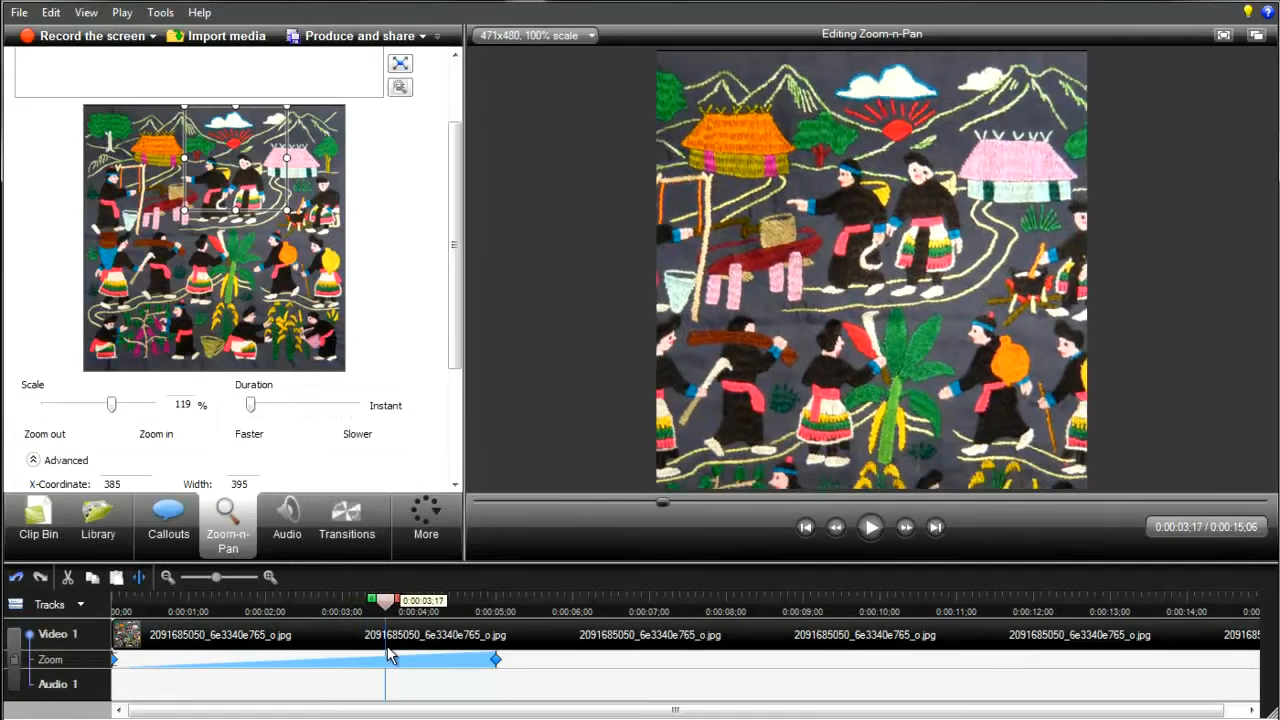 File Edit View Play Tools Help
Record the screen Import media Produce and share
471x480, 100% scale
Editing Zoom-n-Pan
Scale
Duration
119 %
Instant
Zoom out Zoom in Faster Slower
Advanced
X-Coordinate: 385 Width: 395
Clip Bin
Library
Callouts
Zoom-n-
Pan
Audio
Transitions
More
0:00:03;17 / 0:00:15;06
Tracks
0:00:03;17
00;00 0:00:01;00 0:00:02;00 0:00:03;00 0:00:04;00 0:00:05;00 0:00:06;00 0:00:07;00 0:00:08;00 0:00:09;00 0:00:10;00 0:00:11;00 0:00:12;00 0:00:13;00 0:00:14;00 0:00
Video 1 2091685050_6e3340e765_o.jpg 2091685050_6e3340e765_o.jpg 2091685050_6e3340e765_o.jpg 2091685050_6e3340e765_o.jpg 2091685050_6e3340e765_o.jpg 20916
Zoom
Audio 1